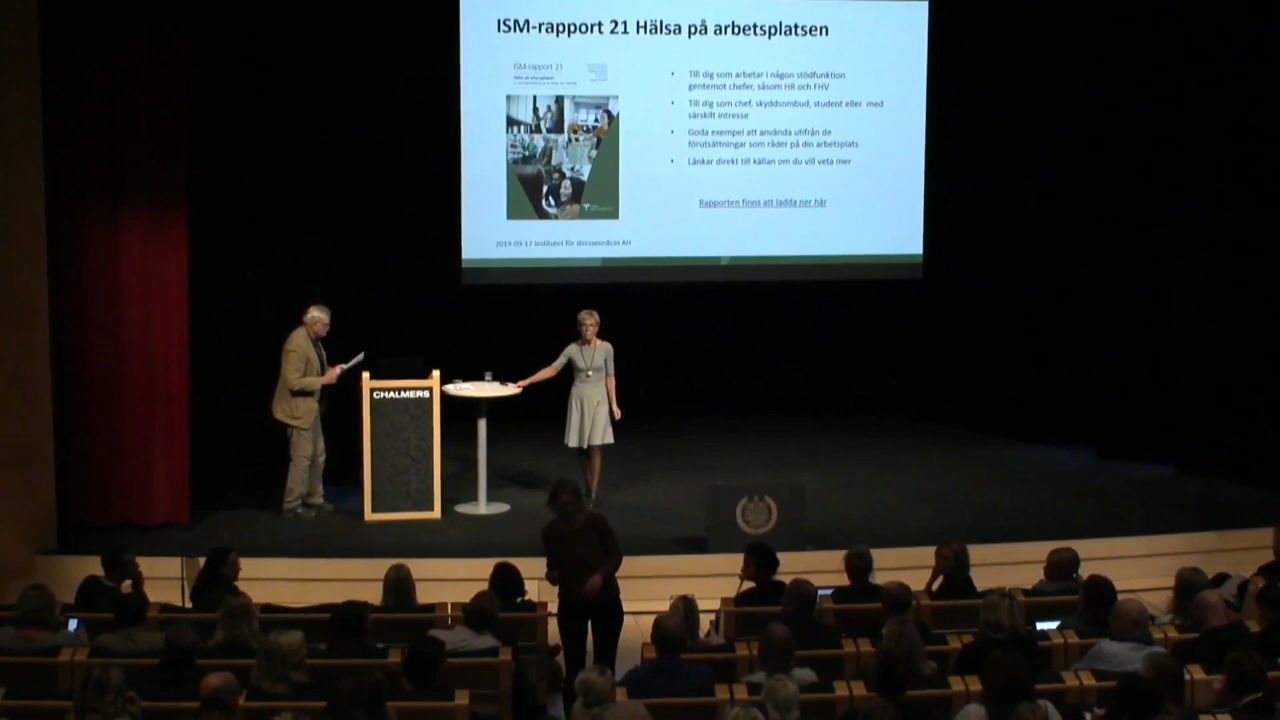 ISM-rapport 21 Hälsa på arbetsplatsen
ISM-rapport 21
Till dig som arbetar i någon stödfunktion
gentemot chefer, såsom HR och FHV
Till dig som chef, skyddsombud, student eller med
särskilt intresse
Goda exempel att använda utifrån de
förutsättningar som råder på din arbetsplats
Länkar direkt till källan om du vill veta mer
Rapporten finns att ladda ner här
2019-09-17 Institutet för stressmedicin AH
CHALMERS